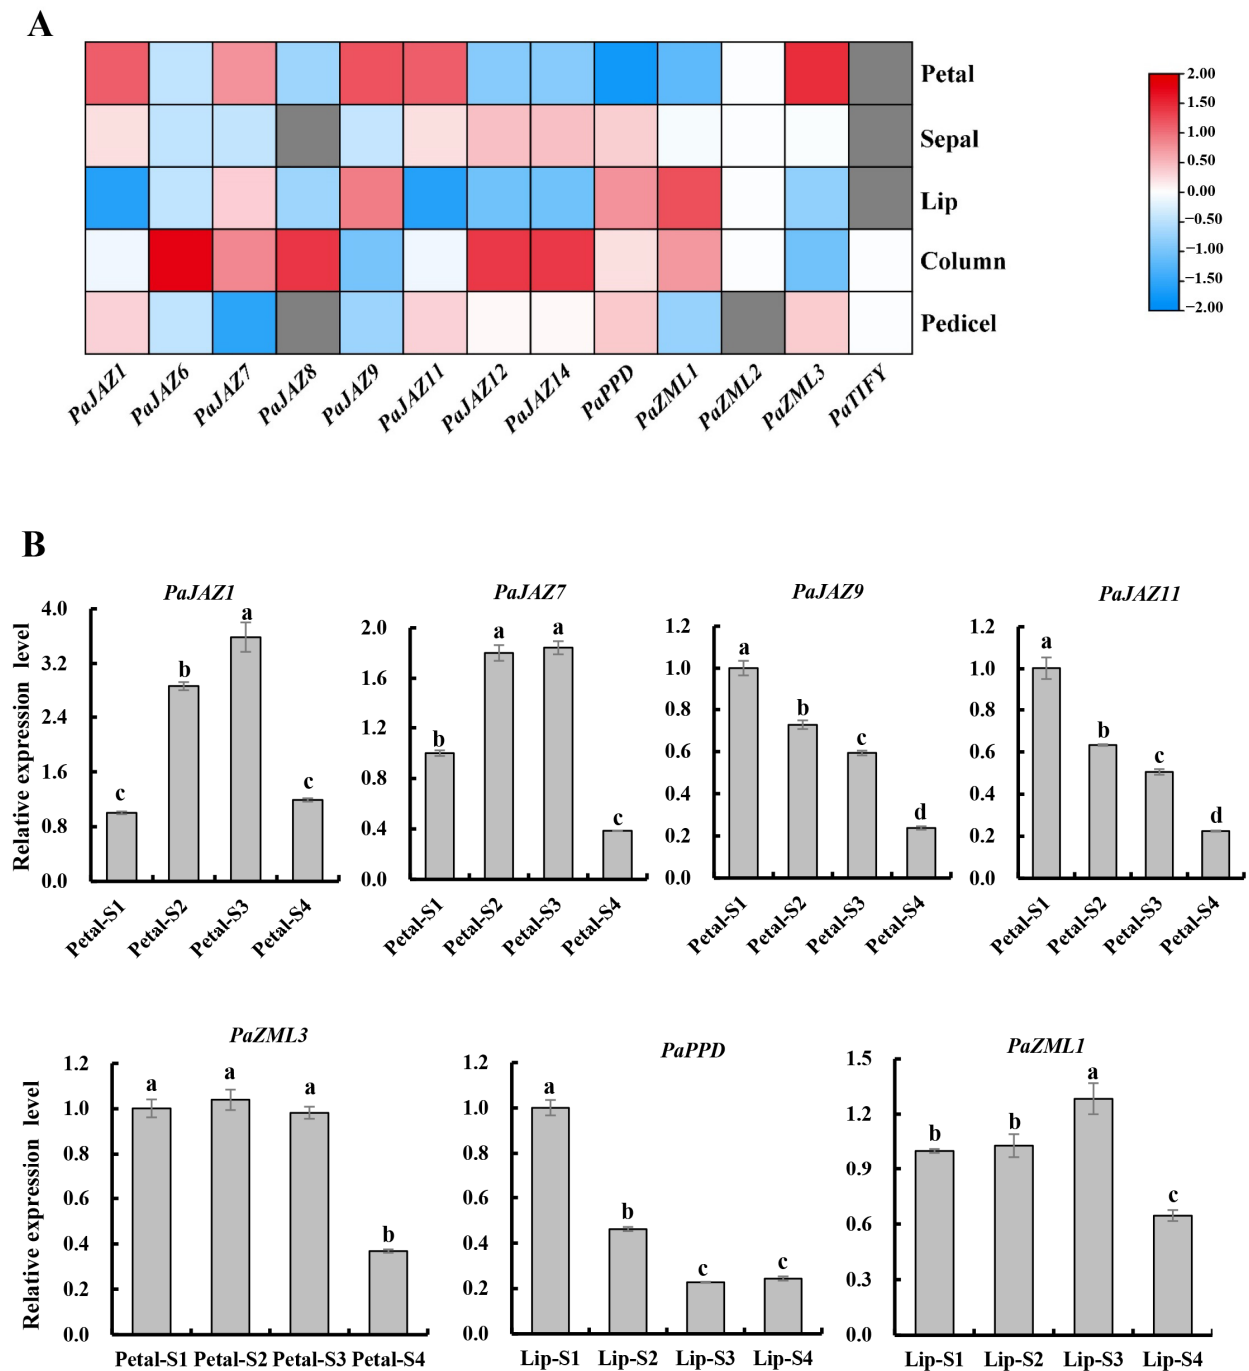 A
Petal
Sepal
Lip
Column
Pedicel
2.00
1.50
1.00
0.50
0.00
−0.50
−1.00
−1.50
−2.00
PaJAZ1 PaJAZ6 PaJAZ7 PaJAZ8 PaJAZ9 PaJAZ11 PaJAZ12 PaJAZ14 PaPPD PaZML1 PaZML2 PaZML3 PaTIFY
B
PaJAZ1
Relative expression level
4.0
3.2
2.4
1.6
0.8
0.0
c b a c
Petal-S1 Petal-S2 Petal-S3 Petal-S4
PaJAZ7
2.0
1.6
1.2
0.8
0.4
0.0
b a a c
Petal-S1 Petal-S2 Petal-S3 Petal-S4
PaJAZ9
1.2
1.0
0.8
0.6
0.4
0.2
0.0
a b c d
Petal-S1 Petal-S2 Petal-S3 Petal-S4
PaJAZ11
1.2
1.0
0.8
0.6
0.4
0.2
0.0
a b c d
Petal-S1 Petal-S2 Petal-S3 Petal-S4
PaZML3
Relative expression level
1.2
1.0
0.8
0.6
0.4
0.2
0.0
a a a b
Petal-S1 Petal-S2 Petal-S3 Petal-S4
PaPPD
1.2
1.0
0.8
0.6
0.4
0.2
0.0
a b c c
Lip-S1 Lip-S2 Lip-S3 Lip-S4
PaZML1
1.5
1.2
0.9
0.6
0.3
0.0
b b a c
Lip-S1 Lip-S2 Lip-S3 Lip-S4